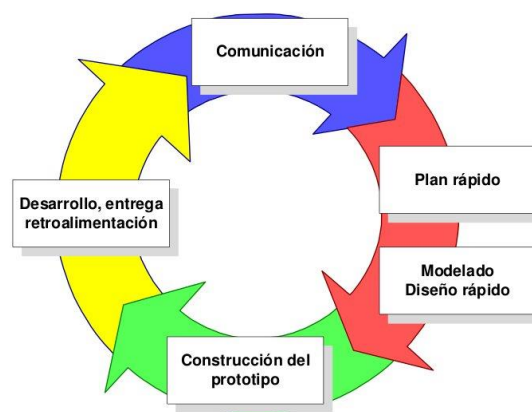 Comunicación
Plan rápido
Modelado
Diseño rápido
Construcción del
prototipo
Desarrollo, entrega
retroalimentación